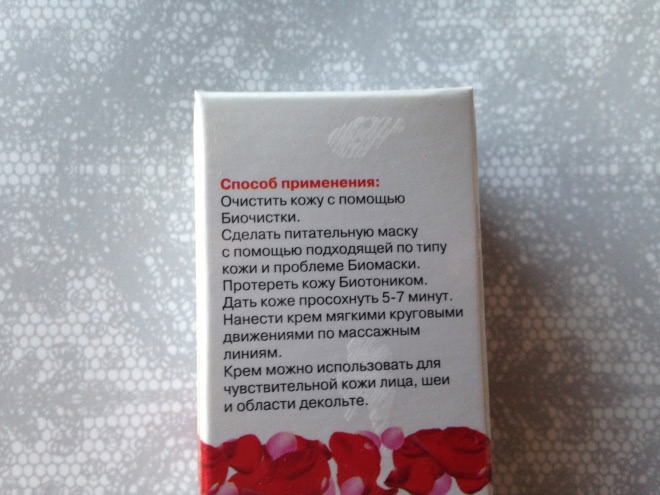 Способ применения:
Очистить кожу с помощью
Биочистки.
Сделать питательную маску
с помощью подходящей по типу
кожи и проблеме Биомаски.
Протереть кожу Биотоником.
Дать коже просохнуть 5-7 минут.
Нанести крем мягкими круговыми
движениями по массажным
линиям.
Крем можно использовать для
чувствительной кожи лица, шеи
и области декольте.